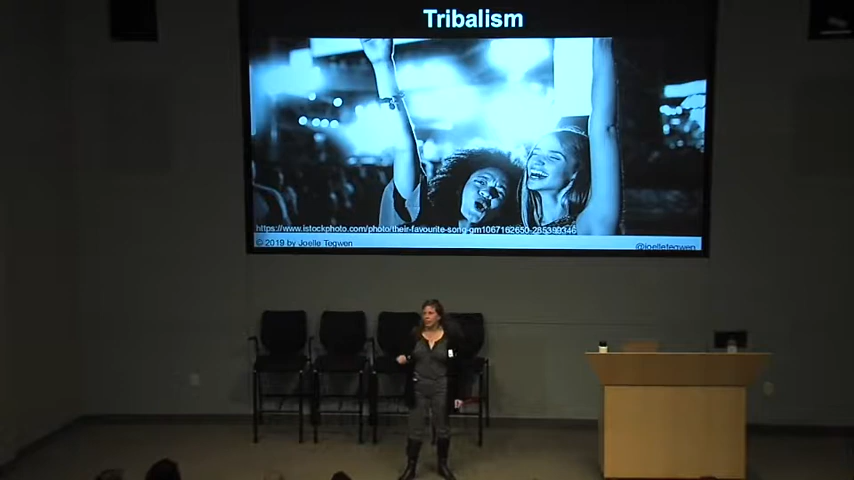 Tribalism
https://www.istockphoto.com/photo/their-favourite-song-gm1067162650-285390346
© 2019 by Joelle Tegwen
@joelletegwen